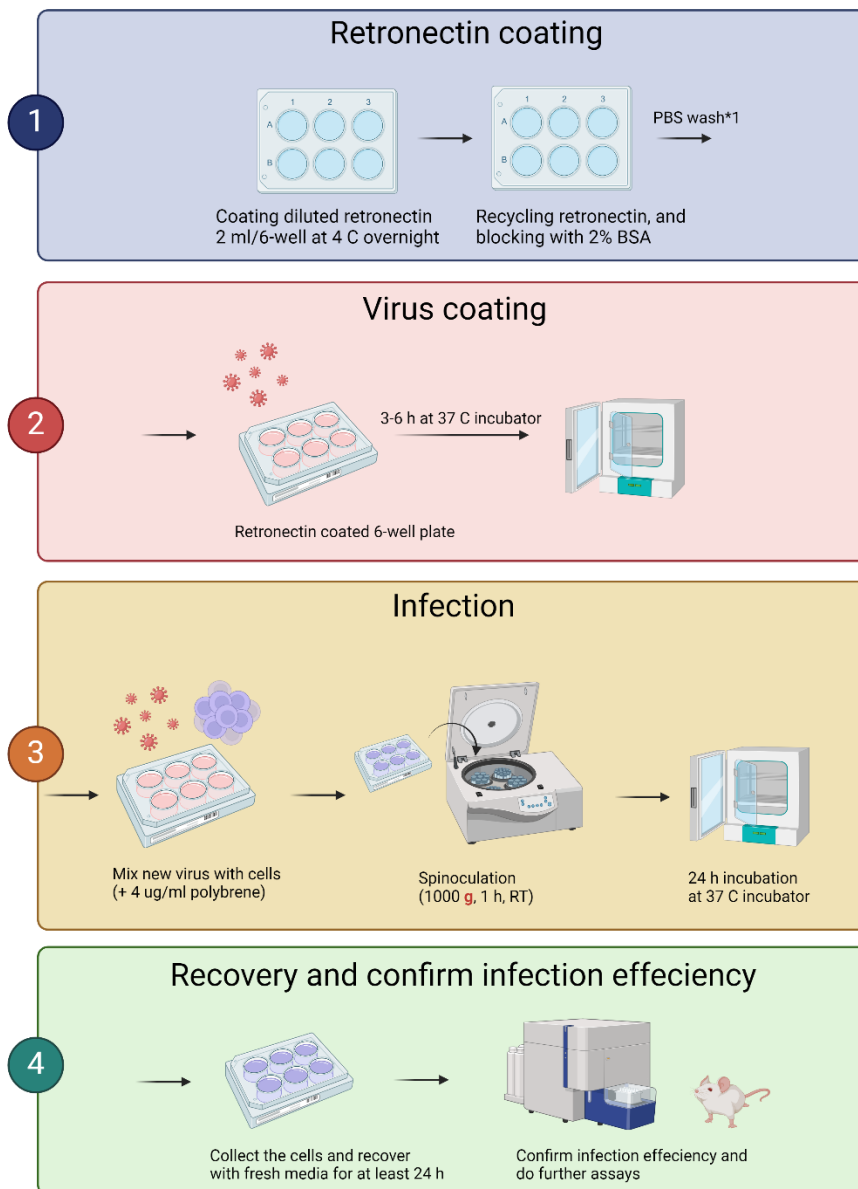 Retronectin coating
1
1 2 3
A
B
1 2 3
A
B
PBS wash*1
Coating diluted retronectin
2 ml/6-well at 4 C overnight
Recycling retronectin, and
blocking with 2% BSA
Virus coating
2
3-6 h at 37 C incubator
Retronectin coated 6-well plate
Infection
3
Mix new virus with cells
(+ 4 ug/ml polybrene)
Spinoculation
(1000 g, 1 h, RT)
24 h incubation
at 37 C incubator
Recovery and confirm infection effeciency
4
Collect the cells and recover
with fresh media for at least 24 h
Confirm infection effeciency and
do further assays